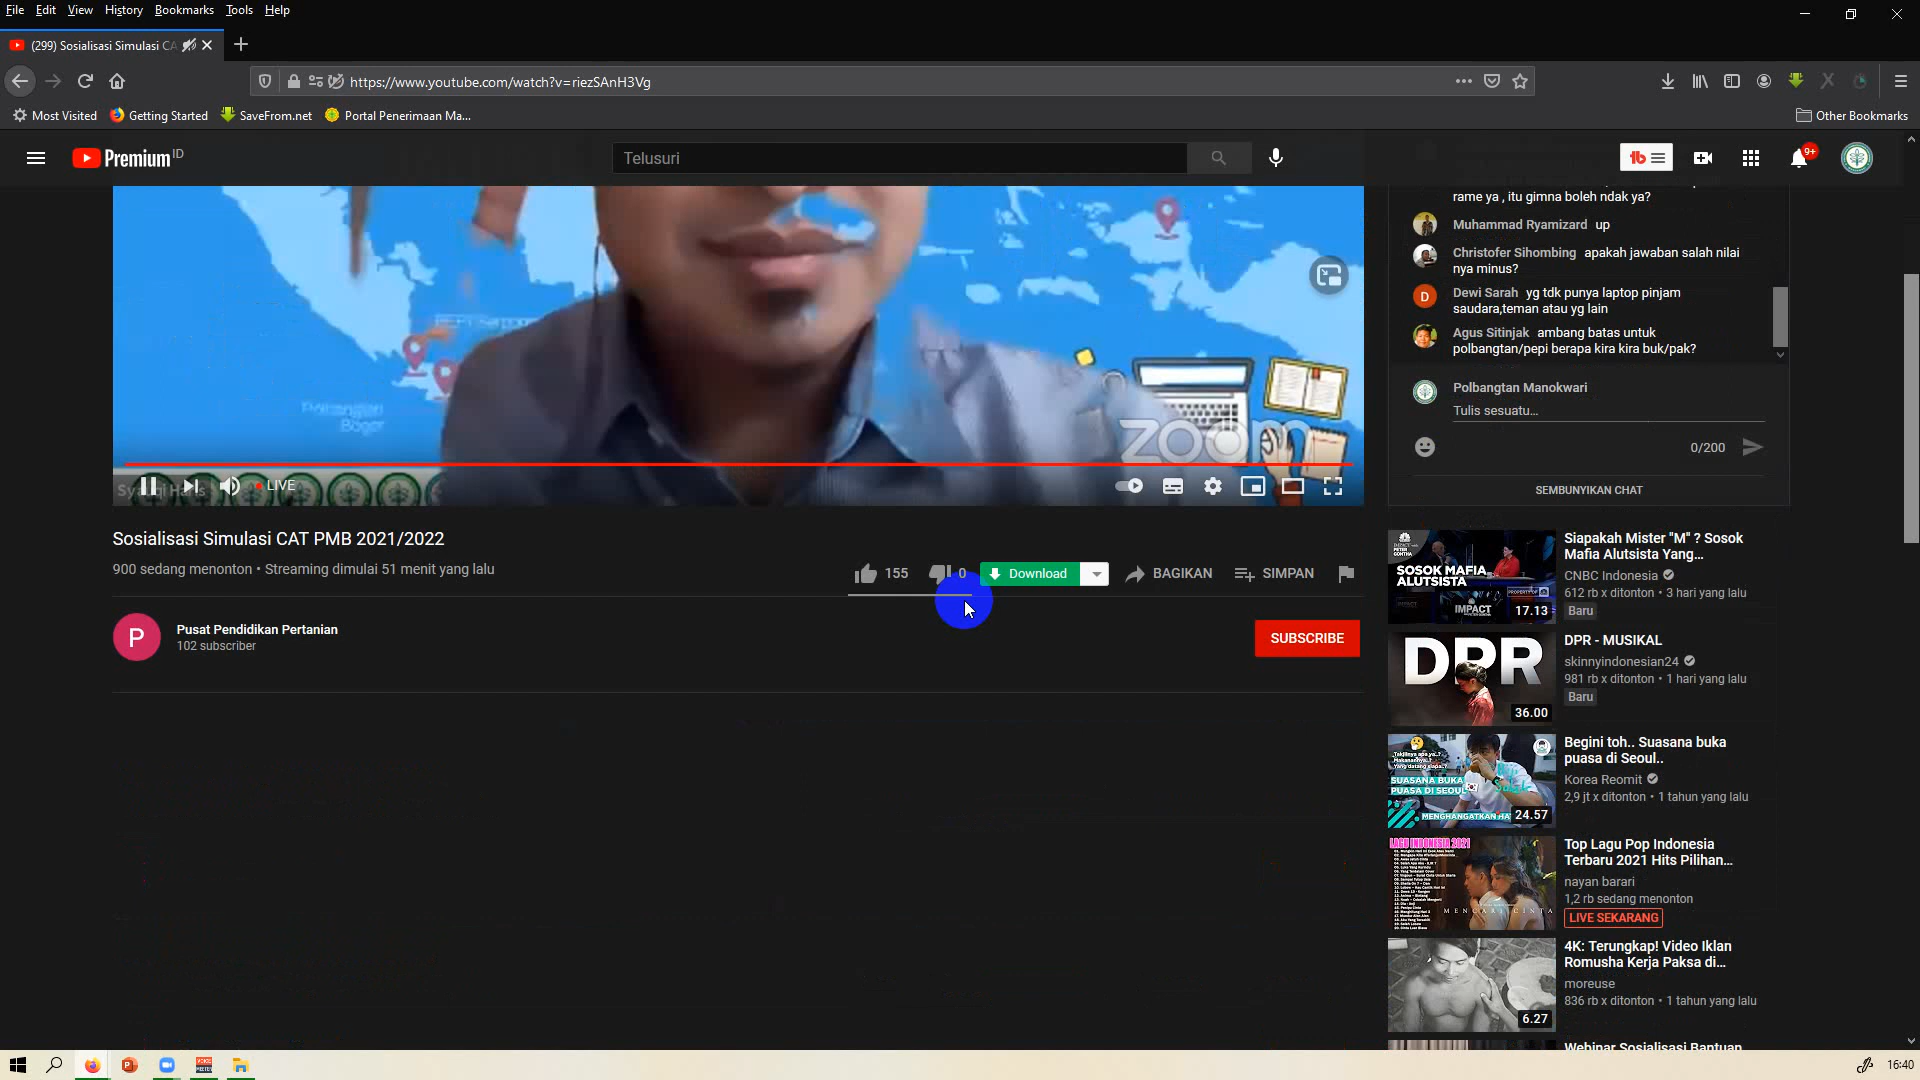 File Edit View History Bookmarks Tools Help
(299) Sosialisasi Simulasi CA
https://www.youtube.com/watch?v=riezSAnH3Vg
Most Visited Getting Started SaveFrom.net Portal Penerimaan Ma...
Other Bookmarks
Premium ID
Telusuri
9+
rame ya , itu gimna boleh ndak ya?
Muhammad Ryamizard up
Christofer Sihombing apakah jawaban salah nilai
nya minus?
Dewi Sarah yg tdk punya laptop pinjam
saudara,teman atau yg lain
Agus Sitinjak ambang batas untuk
polbangtan/pepi berapa kira kira buk/pak?
Polbangtan Manokwari
Tulis sesuatu...
0/200
SEMBUNYIKAN CHAT
Polbangtan
Bogor
zoom
LIVE
Sosialisasi Simulasi CAT PMB 2021/2022
900 sedang menonton • Streaming dimulai 51 menit yang lalu
155 0 Download BAGIKAN SIMPAN
P
Pusat Pendidikan Pertanian
102 subscriber
SUBSCRIBE
SOSOK MAFIA
ALUTSISTA
IMPACT
17.13
Siapakah Mister "M" ? Sosok
Mafia Alutsista Yang...
CNBC Indonesia
612 rb x ditonton • 3 hari yang lalu
Baru
DPR
36.00
DPR - MUSIKAL
skinnyindonesian24
981 rb x ditonton • 1 hari yang lalu
Baru
SUASANA BUKA
PUASA DI SEOUL
24.57
Begini toh.. Suasana buka
puasa di Seoul..
Korea Reomit
2,9 jt x ditonton • 1 tahun yang lalu
LAGU INDONESIA 2021
MENCARI CINTA
Top Lagu Pop Indonesia
Terbaru 2021 Hits Pilihan...
nayan barari
1,2 rb sedang menonton
LIVE SEKARANG
6.27
4K: Terungkap! Video Iklan
Romusha Kerja Paksa di...
moreuse
836 rb x ditonton • 1 tahun yang lalu
Webinar Sosialisasi Bantuan
16:40